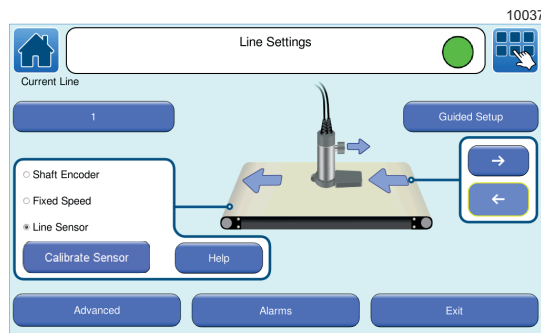 10037
Line Settings
Current Line
1
Guided Setup
Shaft Encoder
Fixed Speed
Line Sensor
Calibrate Sensor
Help
Advanced
Alarms
Exit